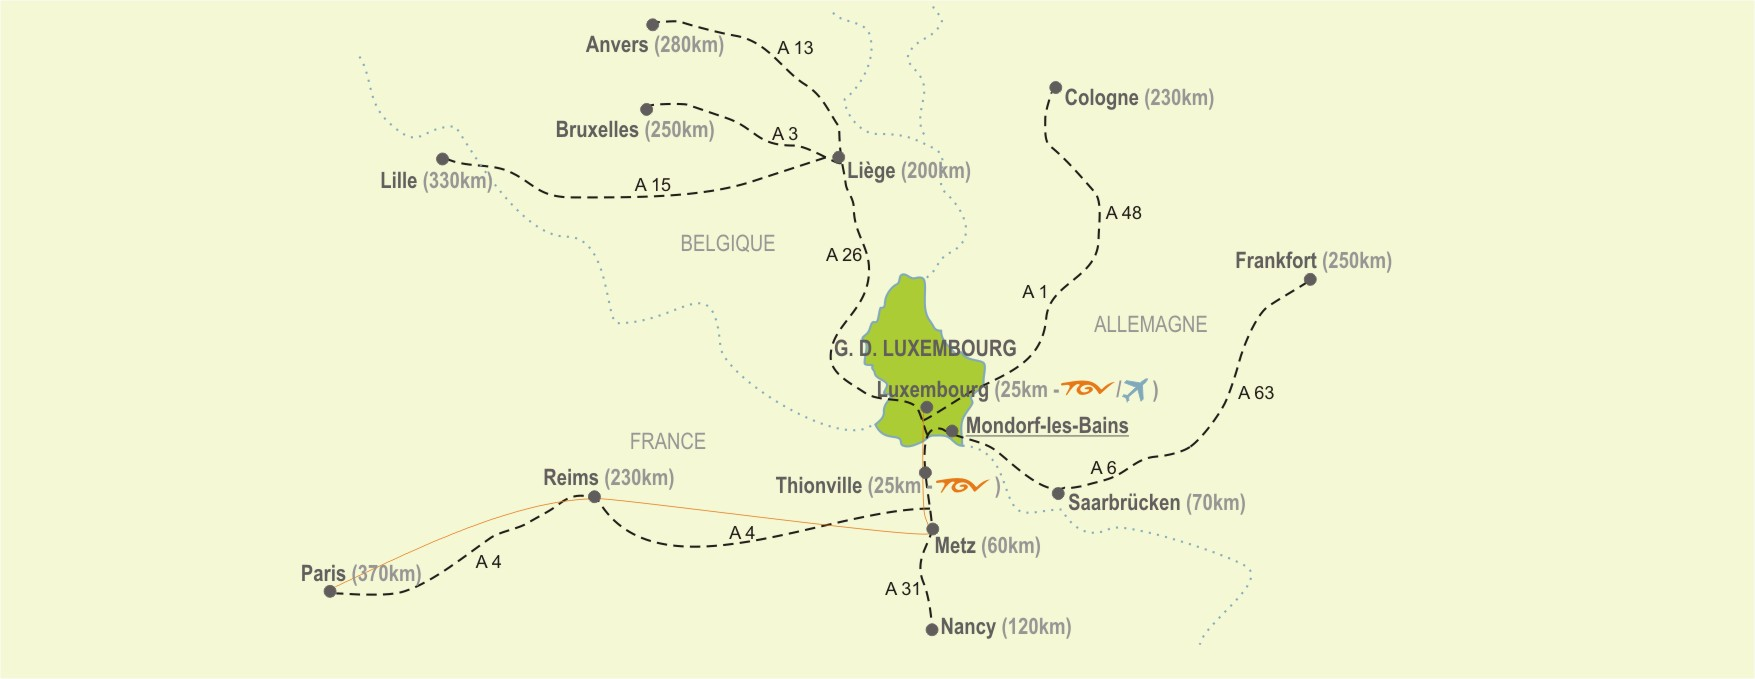 Anvers (280km)
A 13
Cologne (230km)
Bruxelles (250km)
A 3
Liège (200km)
Lille (330km)
A 15
A 48
BELGIQUE
A 26
Frankfort (250km)
A 1
ALLEMAGNE
G. D. LUXEMBOURG
Luxembourg (25km - TGV / )
A 63
Mondorf-les-Bains
FRANCE
A 6
Reims (230km)
Thionville (25km - TGV )
Saarbrücken (70km)
A 4
Metz (60km)
A 4
Paris (370km)
A 31
Nancy (120km)